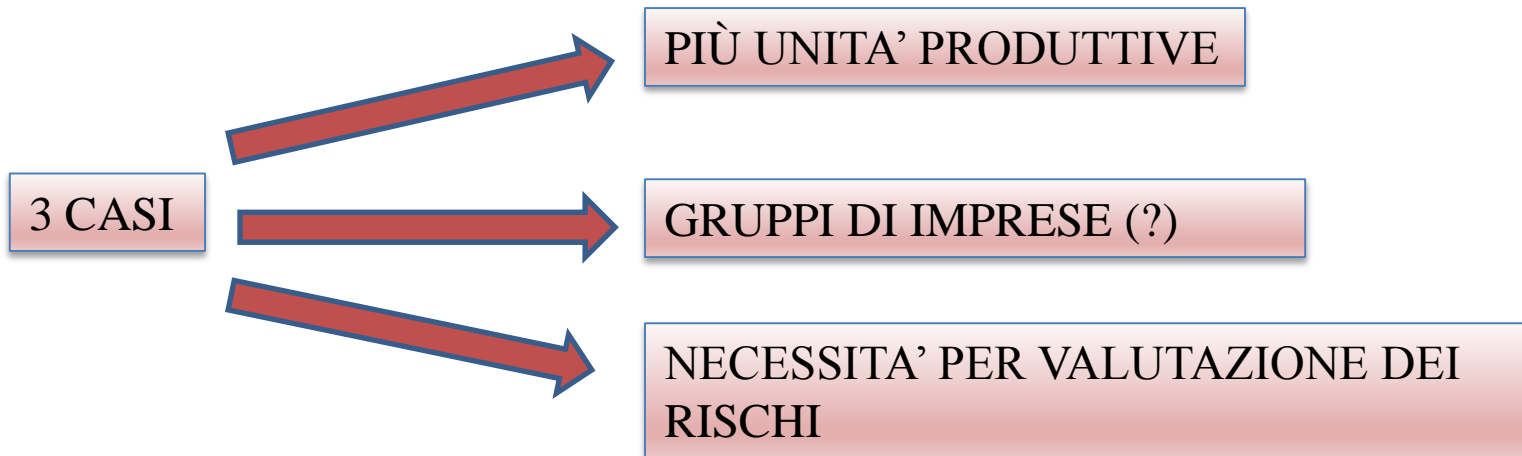 PIÙ UNITA’ PRODUTTIVE
3 CASI
GRUPPI DI IMPRESE (?)
NECESSITA’ PER VALUTAZIONE DEI
RISCHI